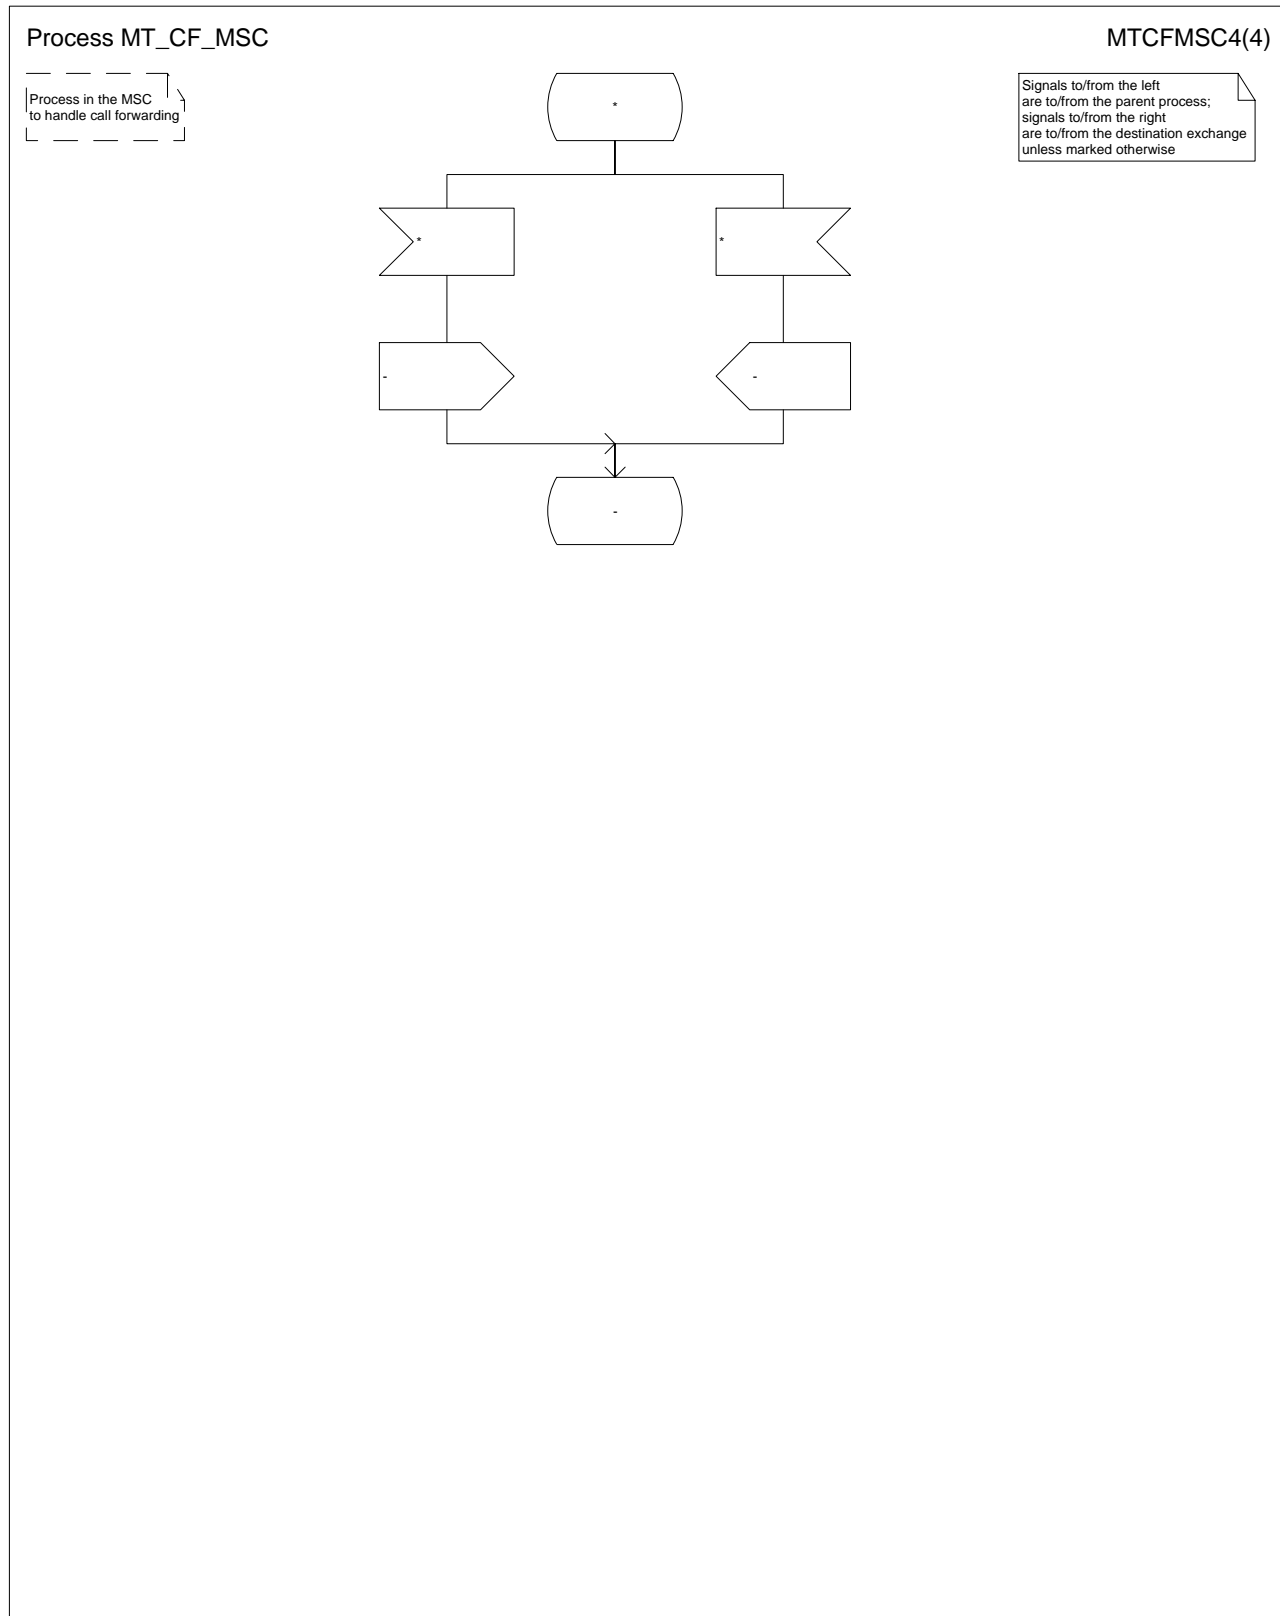 Process MT_CF_MSC
MTCFMSC4(4)
Process in the MSC
to handle call forwarding
Signals to/from the left
are to/from the parent process;
signals to/from the right
are to/from the destination exchange
unless marked otherwise
*
*
*
-
-
-